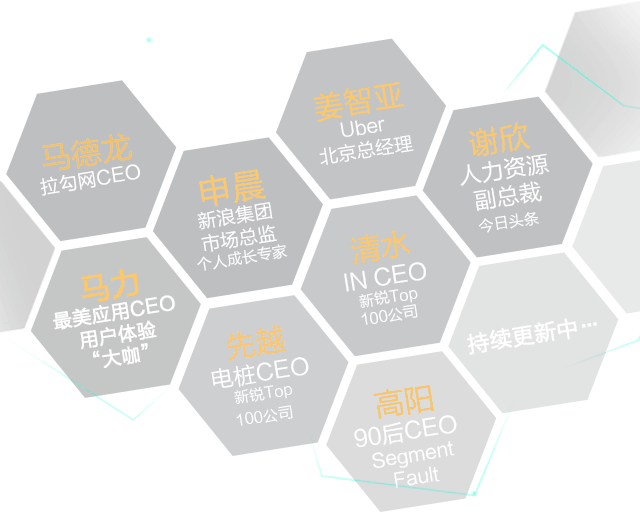 马德龙
拉勾网CEO
申晨
新浪集团
市场总监
个人成长专家
姜智亚
Uber
北京总经理
谢欣
人力资源
副总裁
今日头条
马力
最美应用CEO
用户体验
“大咖”
先越
电桩CEO
新锐Top
100公司
清水
IN CEO
新锐Top
100公司
高阳
90后CEO
Segment
Fault
持续更新中···